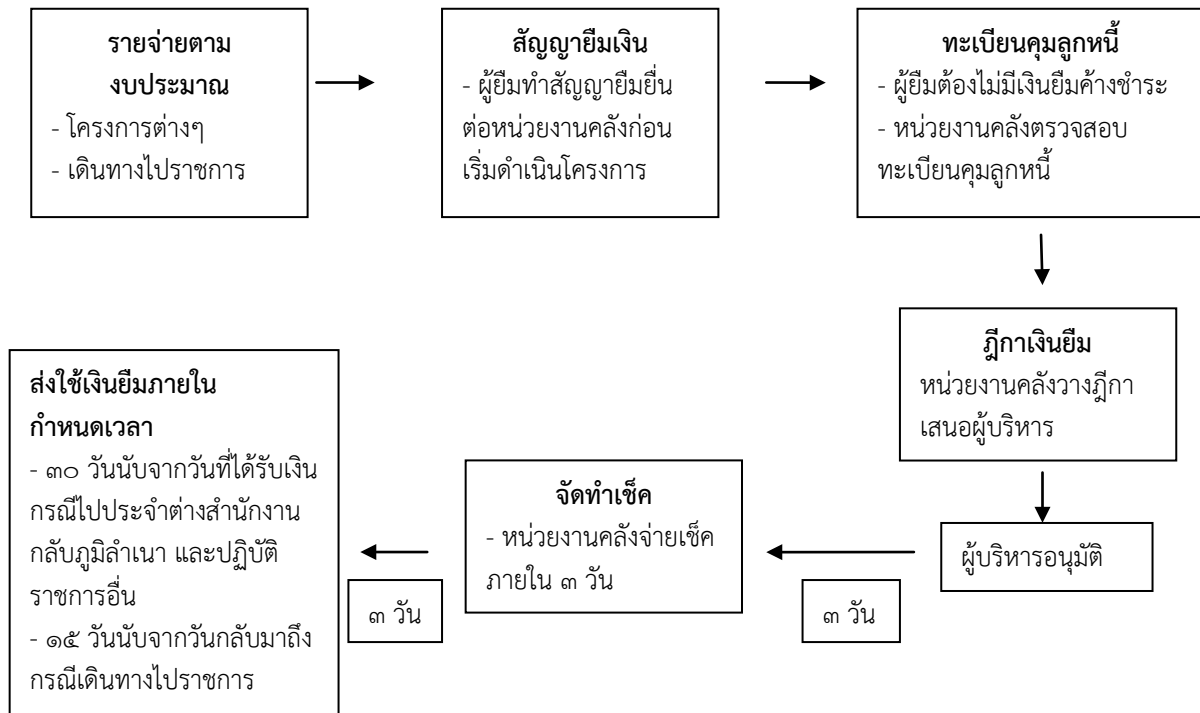 รายจ่ายตาม
งบประมาณ
- โครงการต่างๆ
- เดินทางไปราชการ
สัญญายืมเงิน
- ผู้ยืมทำสัญญายืมยื่น
ต่อหน่วยงานคลังก่อน
เริ่มดำเนินโครงการ
ทะเบียนคุมลูกหนี้
- ผู้ยืมต้องไม่มีเงินยืมค้างชำระ
- หน่วยงานคลังตรวจสอบ
ทะเบียนคุมลูกหนี้
ฎีกาเงินยืม
หน่วยงานคลังวางฎีกา
เสนอผู้บริหาร
ผู้บริหารอนุมัติ
๓ วัน
จัดทำเช็ค
- หน่วยงานคลังจ่ายเช็ค
ภายใน ๓ วัน
๓ วัน
ส่งใช้เงินยืมภายใน
กำหนดเวลา
- ๓๐ วันนับจากวันที่ได้รับเงิน
กรณีไปประจำต่างสำนักงาน
กลับภูมิลำเนา และปฏิบัติ
ราชการอื่น
- ๑๕ วันนับจากวันกลับมาถึง
กรณีเดินทางไปราชการ